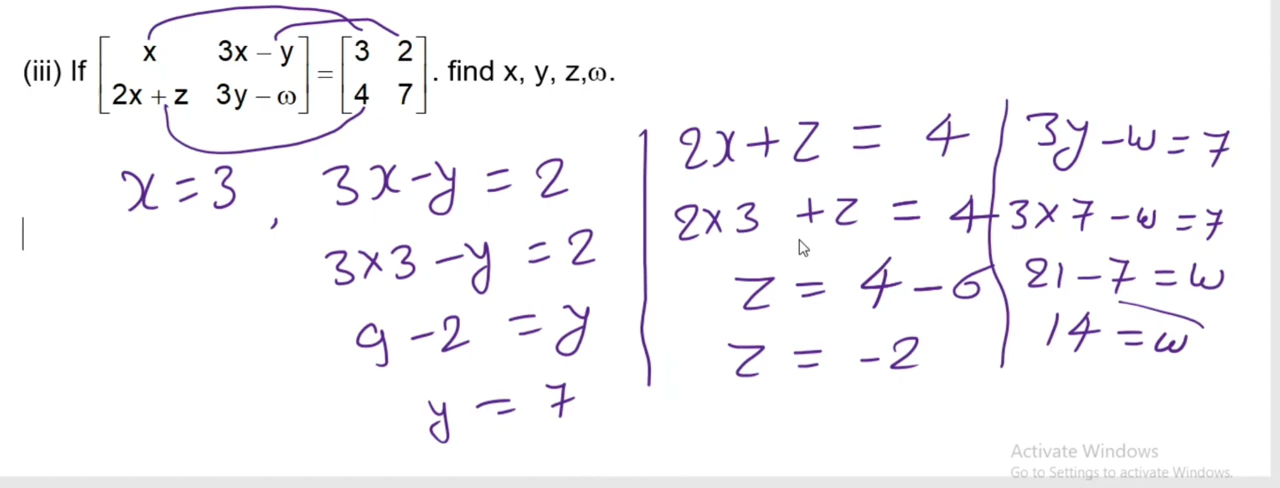 (iii) If [ x 3x – y ] = [ 3 2 ] . find x, y, z,ω.
[ 2x + z 3y – ω ] [ 4 7 ]
x = 3 , 3x - y = 2
3 × 3 - y = 2
9 - 2 = y
y = 7
2x + z = 4
2 × 3 + z = 4
z = 4 - 6
z = -2
3y - w = 7
3 × 7 - w = 7
21 - 7 = w
14 = w
Activate Windows
Go to Settings to activate Windows.